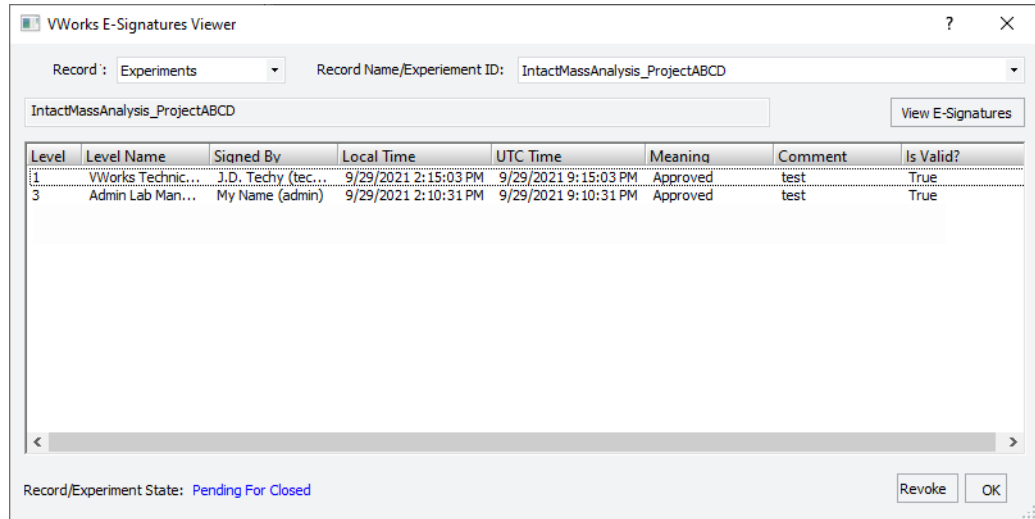 VWorks E-Signatures Viewer ?
Record : Experiments Record Name/Experiement ID: IntactMassAnalysis_ProjectABCD
IntactMassAnalysis_ProjectABCD View E-Signatures
Level Level Name Signed By Local Time UTC Time Meaning Comment Is Valid?
1 VWorks Technic... J.D. Techy (tec... 9/29/2021 2:15:03 PM 9/29/2021 9:15:03 PM Approved test True
3 Admin Lab Man... My Name (admin) 9/29/2021 2:10:31 PM 9/29/2021 9:10:31 PM Approved test True
Record/Experiment State: Pending For Closed Revoke OK